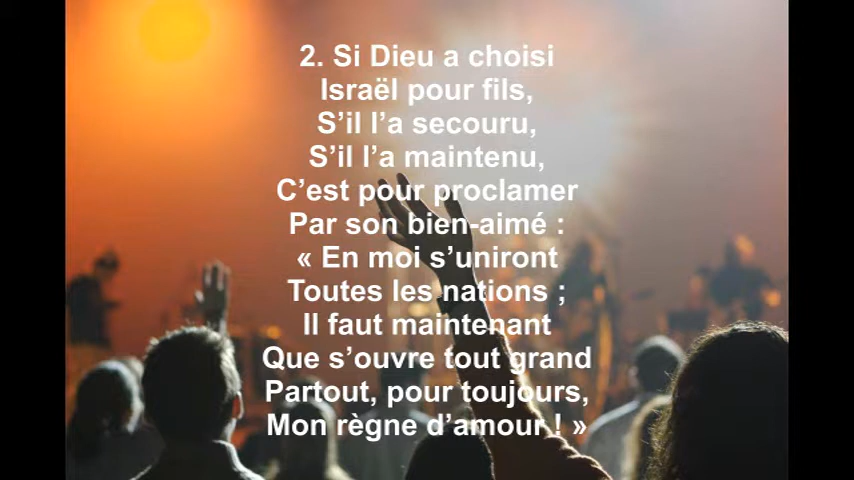 2. Si Dieu a choisi
Israël pour fils,
S’il l’a secouru,
S’il l’a maintenu,
C’est pour proclamer
Par son bien-aimé :
« En moi s’uniront
Toutes les nations ;
Il faut maintenant
Que s’ouvre tout grand
Partout, pour toujours,
Mon règne d’amour ! »